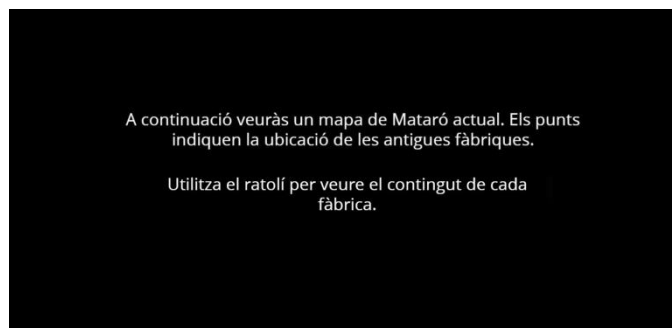 A continuació veuràs un mapa de Mataró actual. Els punts
indiquen la ubicació de les antigues fàbriques.
Utilitza el ratolí per veure el contingut de cada
fàbrica.